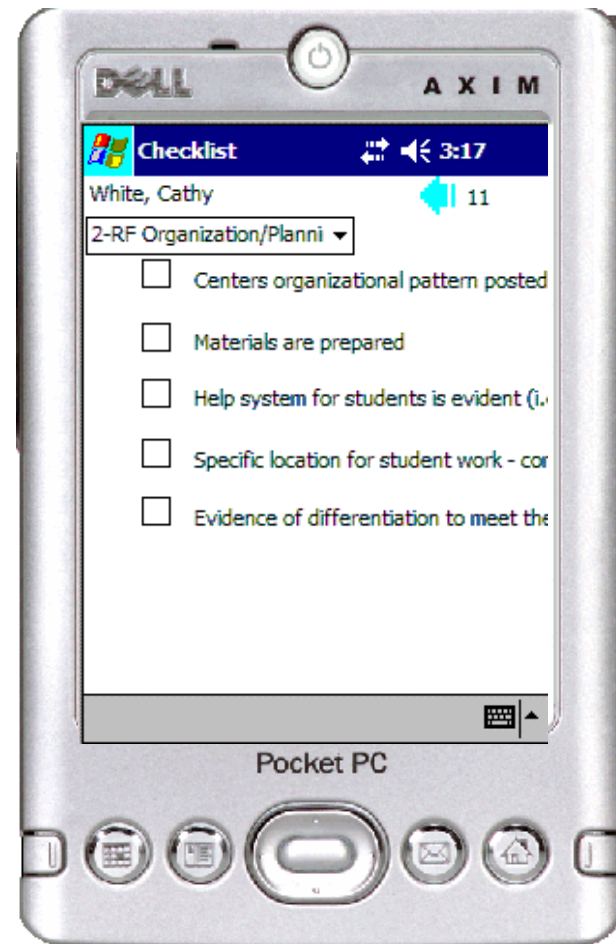 DELL
AXIM
Checklist 3:17
White, Cathy 11
2-RF Organization/Planni
Centers organizational pattern posted
Materials are prepared
Help system for students is evident (i.
Specific location for student work - cor
Evidence of differentiation to meet the
Pocket PC